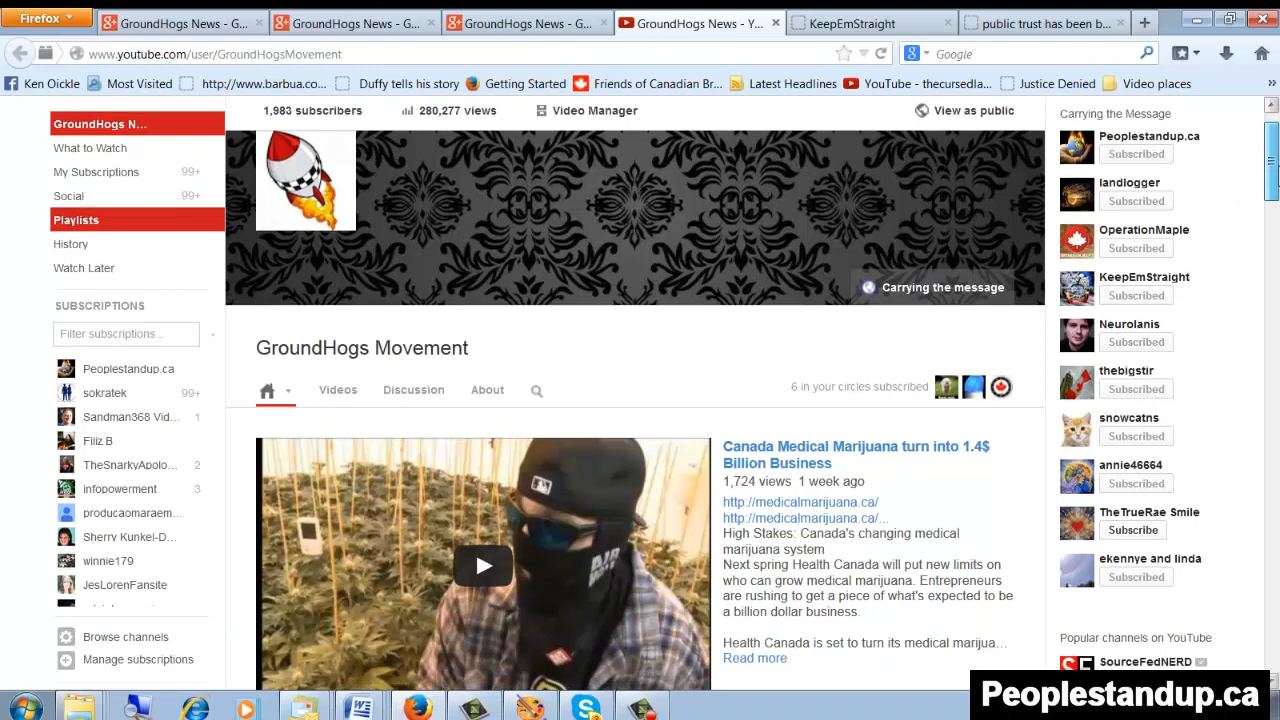 Firefox
GroundHogs News - G...
GroundHogs News - G...
GroundHogs News - G...
GroundHogs News - Y...
KeepEmStraight
public trust has been b...
www.youtube.com/user/GroundHogsMovement
Google
Ken Oickle
Most Visited
http://www.barbua.co...
Duffy tells his story
Getting Started
Friends of Canadian Br...
Latest Headlines
YouTube - thecursedla...
Justice Denied
Video places
GroundHogs N...
What to Watch
My Subscriptions 99+
Social 99+
Playlists
History
Watch Later
SUBSCRIPTIONS
Filter subscriptions...
Peoplestandup.ca
sokratek 99+
Sandman368 Vid... 1
Filiz B
TheSnarkyApolo... 2
infopowerment 3
producaomaraem...
Sherry Kunkel-D...
winnie179
JesLorenFansite
Browse channels
Manage subscriptions
1,983 subscribers
280,277 views
Video Manager
View as public
Carrying the message
GroundHogs Movement
Videos
Discussion
About
6 in your circles subscribed
Canada Medical Marijuana turn into 1.4$
Billion Business
1,724 views 1 week ago
http://medicalmarijuana.ca/
http://medicalmarijuana.ca/...
High Stakes: Canada's changing medical
marijuana system
Next spring Health Canada will put new limits on
who can grow medical marijuana. Entrepreneurs
are rushing to get a piece of what's expected to be
a billion dollar business.
Health Canada is set to turn its medical marijua...
Read more
Carrying the Message
Peoplestandup.ca
Subscribed
landlogger
Subscribed
OperationMaple
Subscribed
KeepEmStraight
Subscribed
Neurolanis
Subscribed
thebigstir
Subscribed
snowcatns
Subscribed
annie46664
Subscribed
TheTrueRae Smile
Subscribe
ekennye and linda
Subscribed
Popular channels on YouTube
SourceFedNERD
Peoplestandup.ca